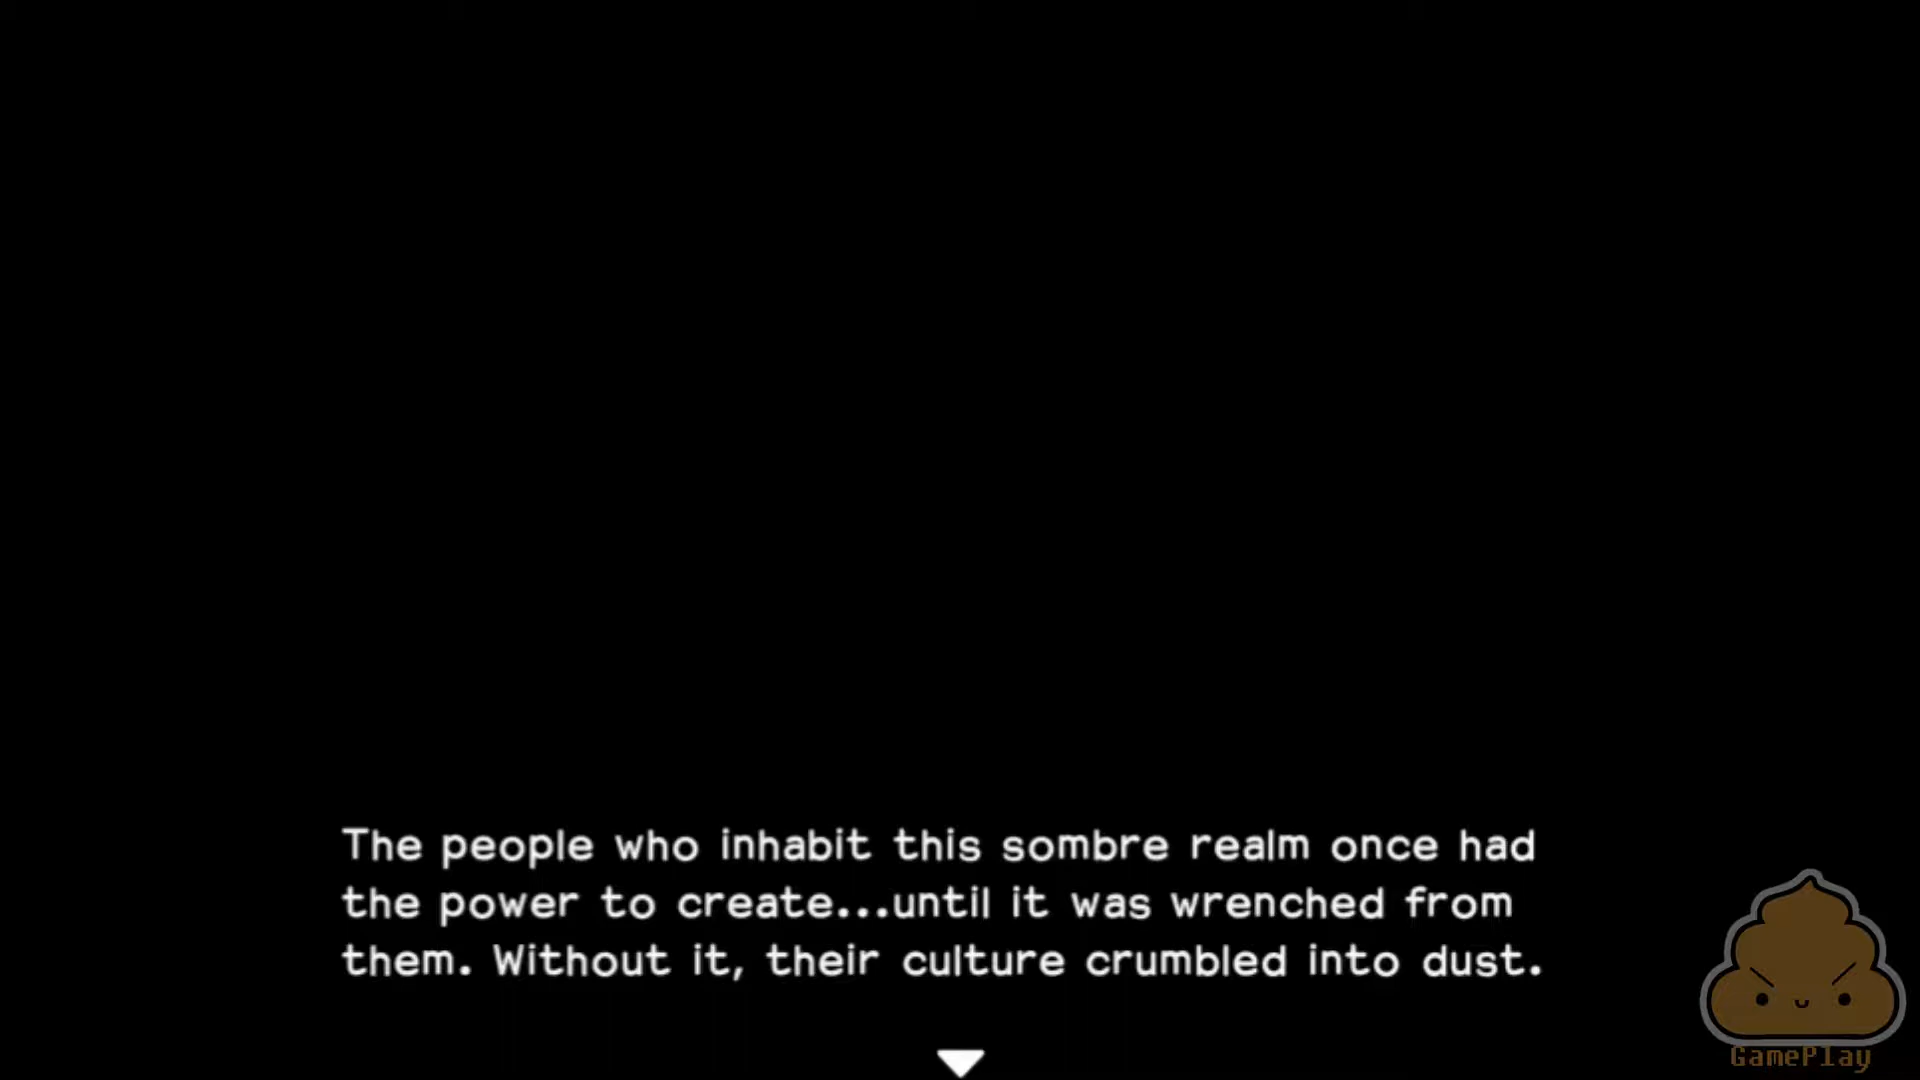 The people who inhabit this sombre realm once had
the power to create...until it was wrenched from
them. Without it, their culture crumbled into dust.
GamePlay